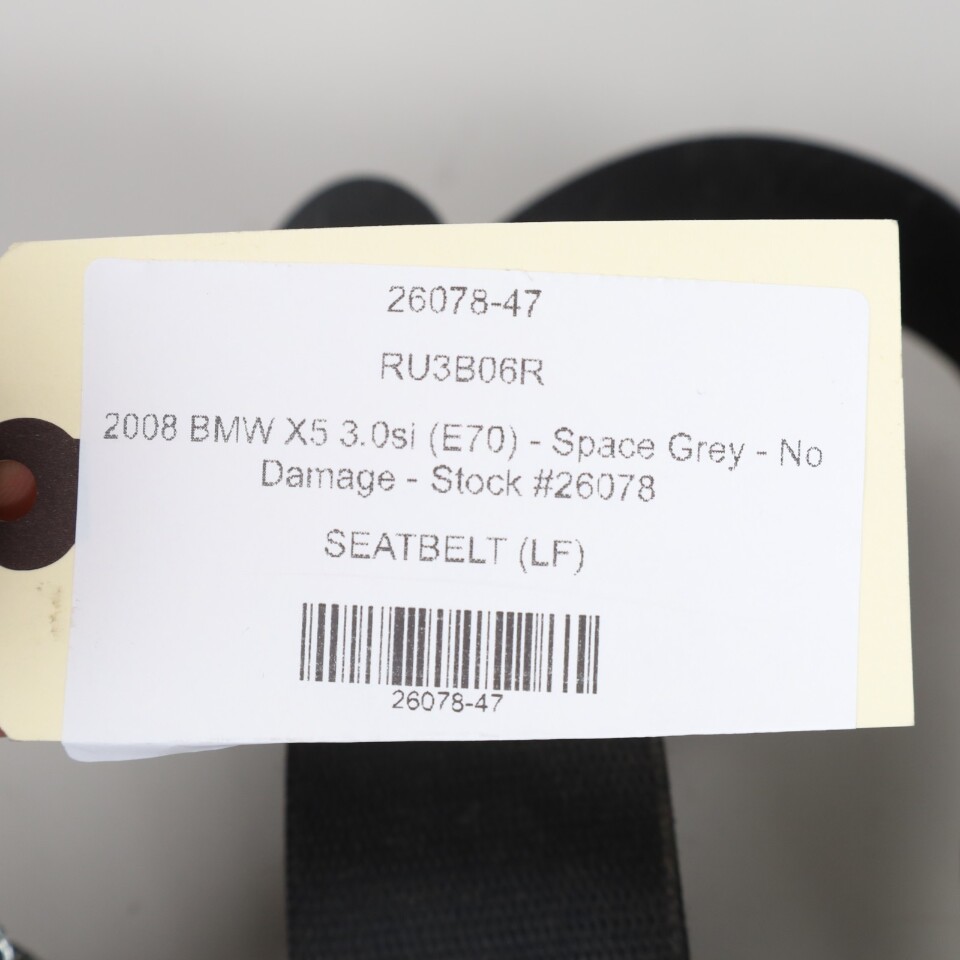 26078-47
RU3B06R
2008 BMW X5 3.0si (E70) - Space Grey - No
Damage - Stock #26078
SEATBELT (LF)
26078-47